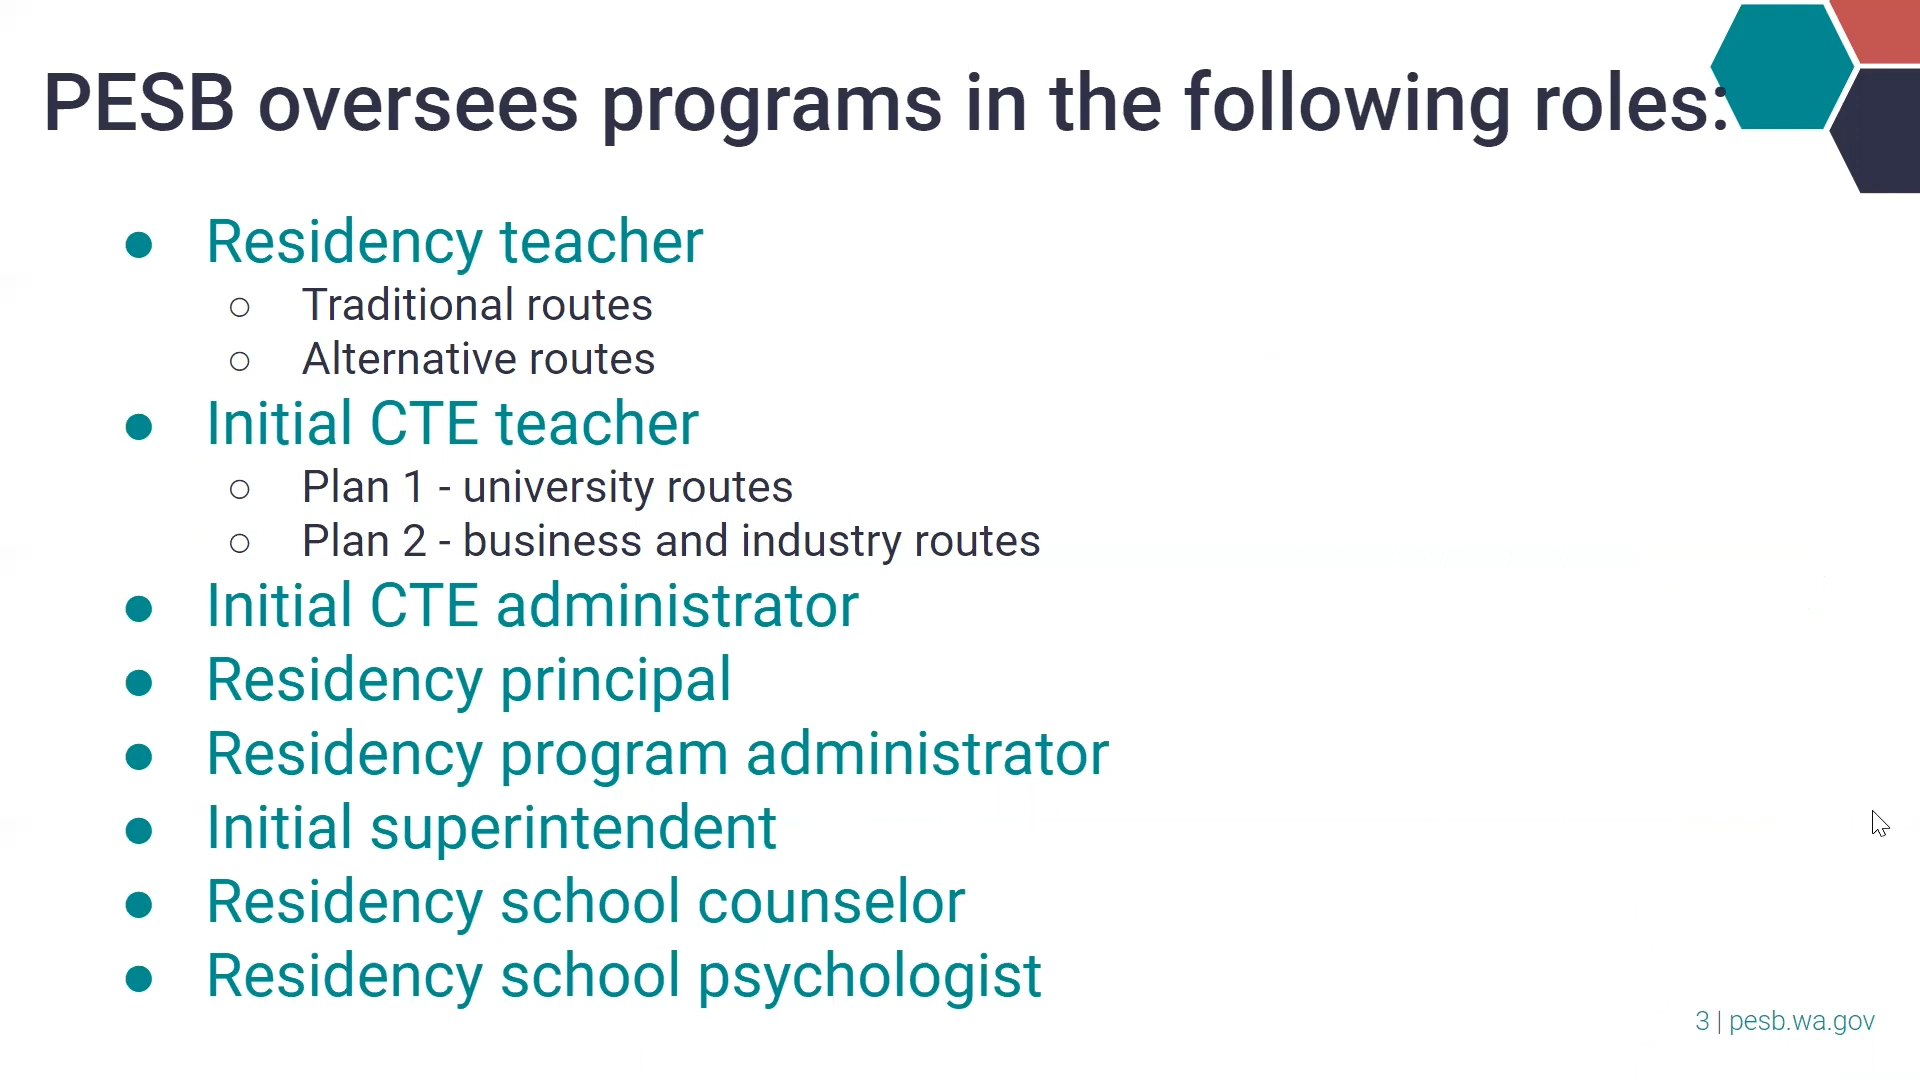 PESB oversees programs in the following roles:
● Residency teacher
○ Traditional routes
○ Alternative routes
● Initial CTE teacher
○ Plan 1 - university routes
○ Plan 2 - business and industry routes
● Initial CTE administrator
● Residency principal
● Residency program administrator
● Initial superintendent
● Residency school counselor
● Residency school psychologist
3 | pesb.wa.gov